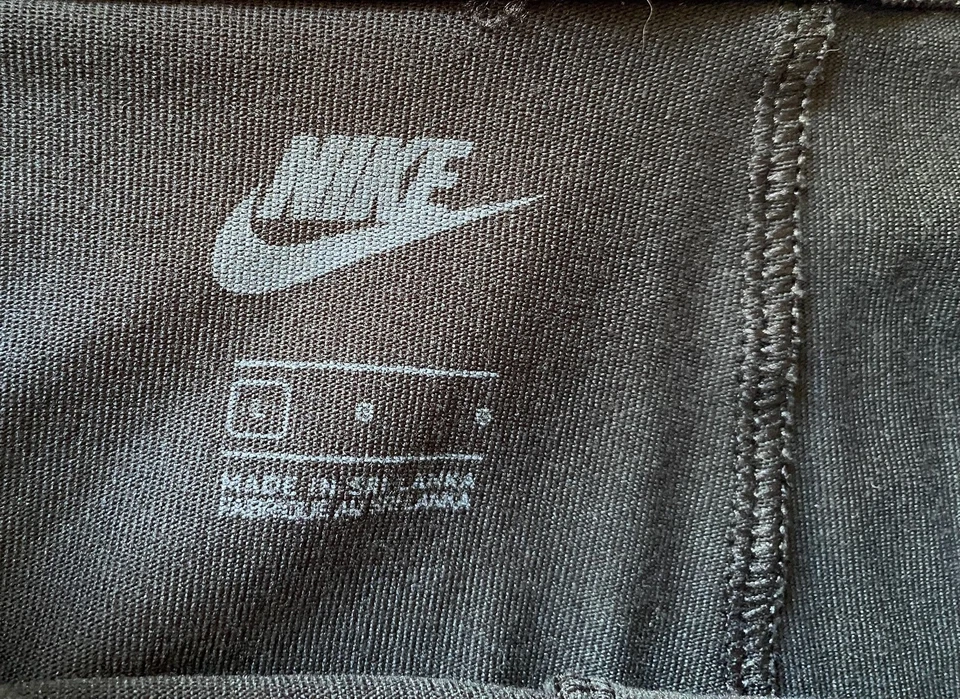 NIKE
L
MADE IN SRI LANKA
FABRIQUÉ AU SRI LANKA